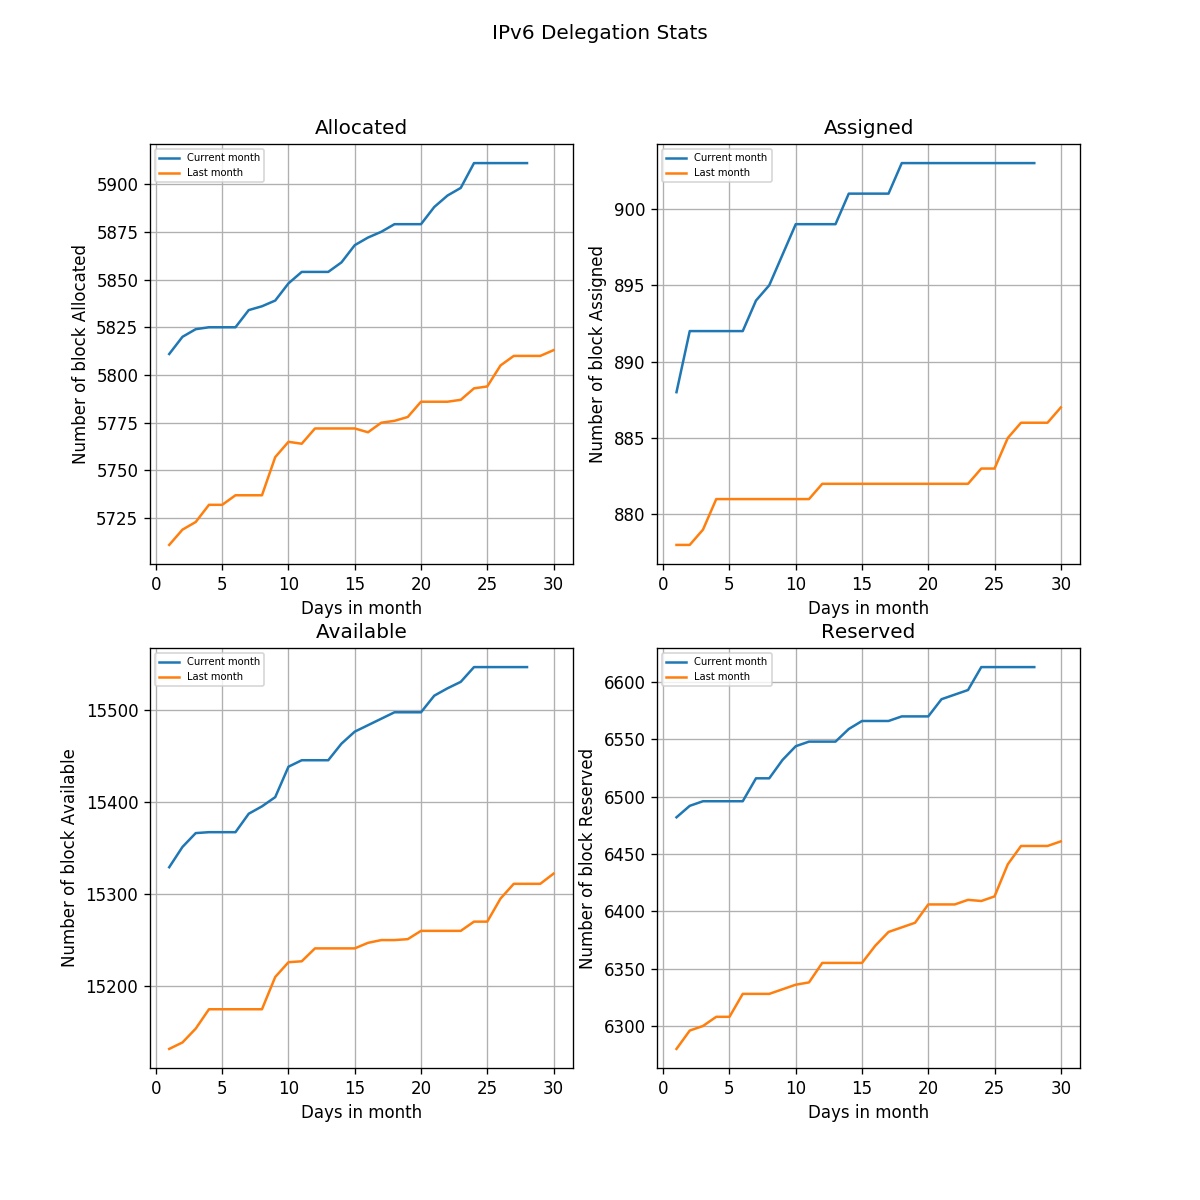 IPv6 Delegation Stats
Allocated
Current month
Last month
Number of block Allocated
5900
5875
5850
5825
5800
5775
5750
5725
0 5 10 15 20 25 30
Days in month
Assigned
Current month
Last month
Number of block Assigned
900
895
890
885
880
0 5 10 15 20 25 30
Days in month
Available
Current month
Last month
Number of block Available
15500
15400
15300
15200
0 5 10 15 20 25 30
Days in month
Reserved
Current month
Last month
Number of block Reserved
6600
6550
6500
6450
6400
6350
6300
0 5 10 15 20 25 30
Days in month